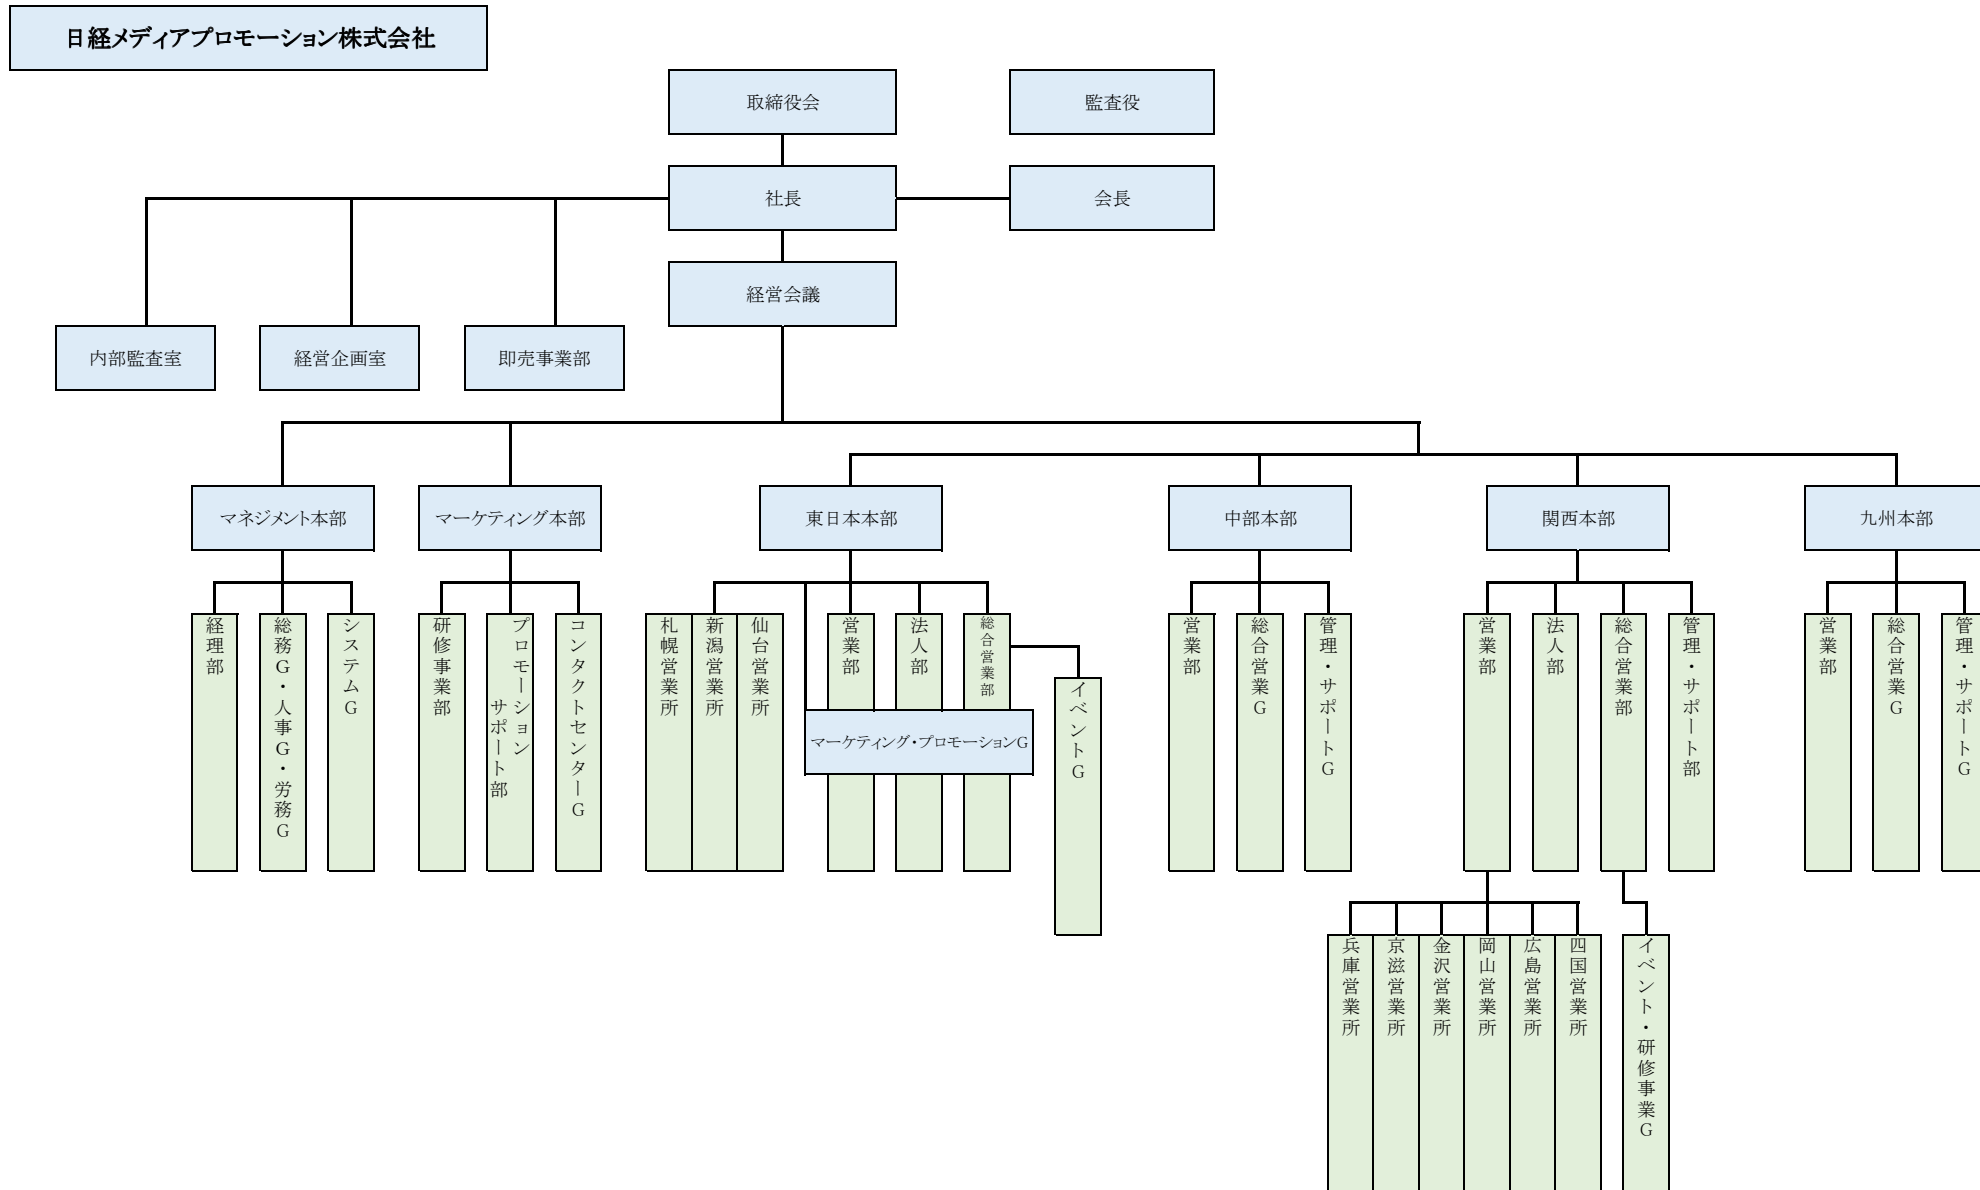 日経メディアプロモーション株式会社
取締役会
監査役
社長
会長
経営会議
内部監査室
経営企画室
即売事業部
マネジメント本部
マーケティング本部
東日本本部
中部本部
関西本部
九州本部
経理部
総務G・人事G・労務G
システムG
研修事業部
プロモーション
サポート部
コンタクトセンターG
札幌営業所
新潟営業所
仙台営業所
営業部
法人部
総合営業部
マーケティング・プロモーションG
イベントG
営業部
総合営業G
管理・サポートG
営業部
法人部
総合営業部
管理・サポート部
営業部
総合営業G
管理・サポートG
兵庫営業所
京滋営業所
金沢営業所
岡山営業所
広島営業所
四国営業所
イベント・研修事業G